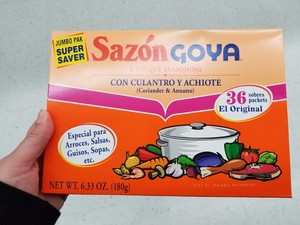 JUMBO PAK
SUPER
SAVER
Sazón GOYA
A UNIQUE SEASONING
CON CULANTRO Y ACHIOTE
(Coriander & Annatto)
36 sobres
packets
El Original
Especial para
Arroces, Salsas,
Guisos, Sopas,
etc.
NET WT. 6.33 OZ. (180g)